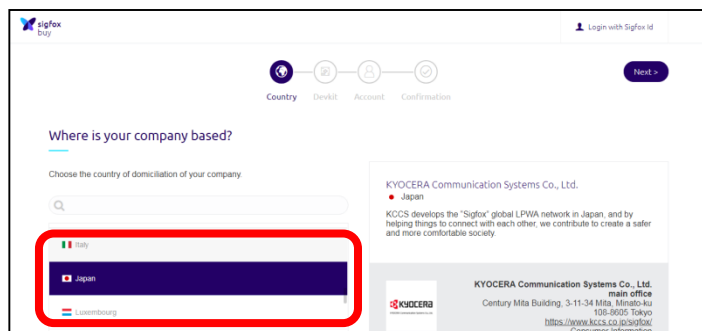 sigfox
buy
Login with Sigfox Id
Country Devkit Account Confirmation
Next >
Where is your company based?
Choose the country of domiciliation of your company.
Italy
Japan
Luxembourg
KYOCERA Communication Systems Co., Ltd.
Japan
KCCS develops the "Sigfox" global LPWA network in Japan, and by
helping things to connect with each other, we contribute to create a safer
and more comfortable society.
KYOCERA
KYOCERA Communication Systems Co., Ltd.
main office
Century Mita Building, 3-11-34 Mita, Minato-ku
108-8605 Tokyo
https://www.kccs.co.jp/sigfox/
Consumer information